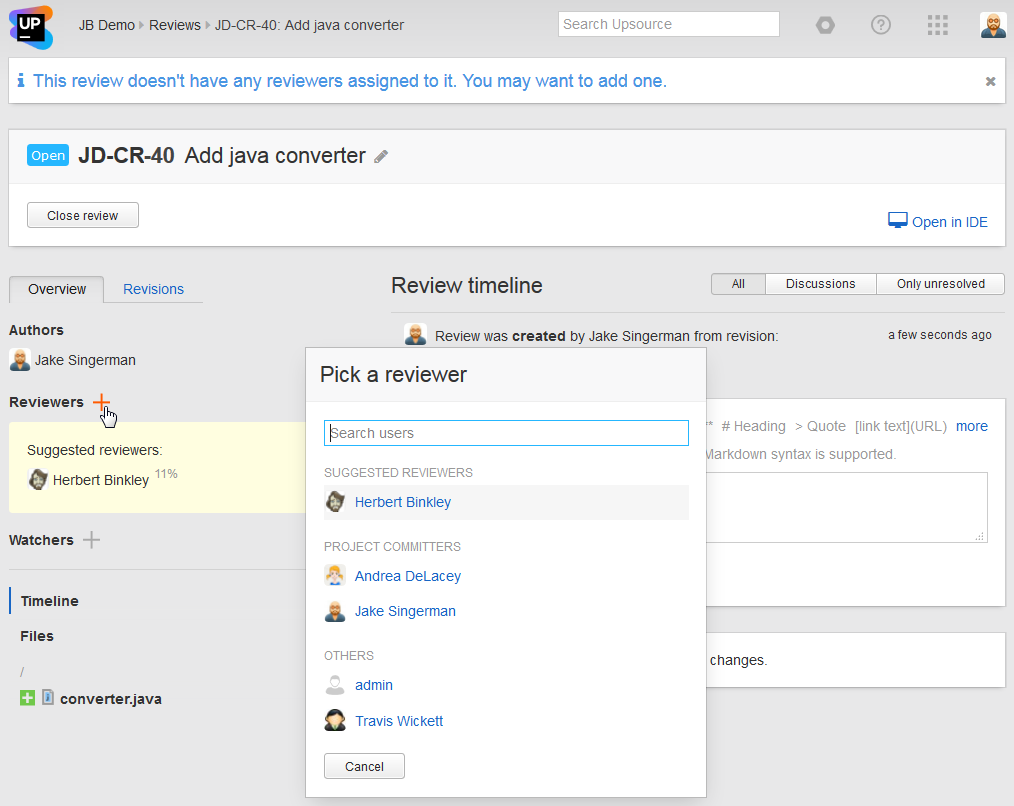 UP
JB Demo Reviews JD-CR-40: Add java converter
Search Upsource
?
This review doesn't have any reviewers assigned to it. You may want to add one.
Open JD-CR-40 Add java converter
Close review
Open in IDE
Overview Revisions
Review timeline
All Discussions Only unresolved
Authors
Jake Singerman
Review was created by Jake Singerman from revision:
a few seconds ago
Reviewers
Suggested reviewers:
Herbert Binkley 11%
Watchers
Timeline
Files
/
converter.java
Pick a reviewer
Search users
SUGGESTED REVIEWERS
Herbert Binkley
PROJECT COMMITTERS
Andrea DeLacey
Jake Singerman
OTHERS
admin
Travis Wickett
Cancel
# Heading > Quote [link text](URL) more
Markdown syntax is supported.
changes.